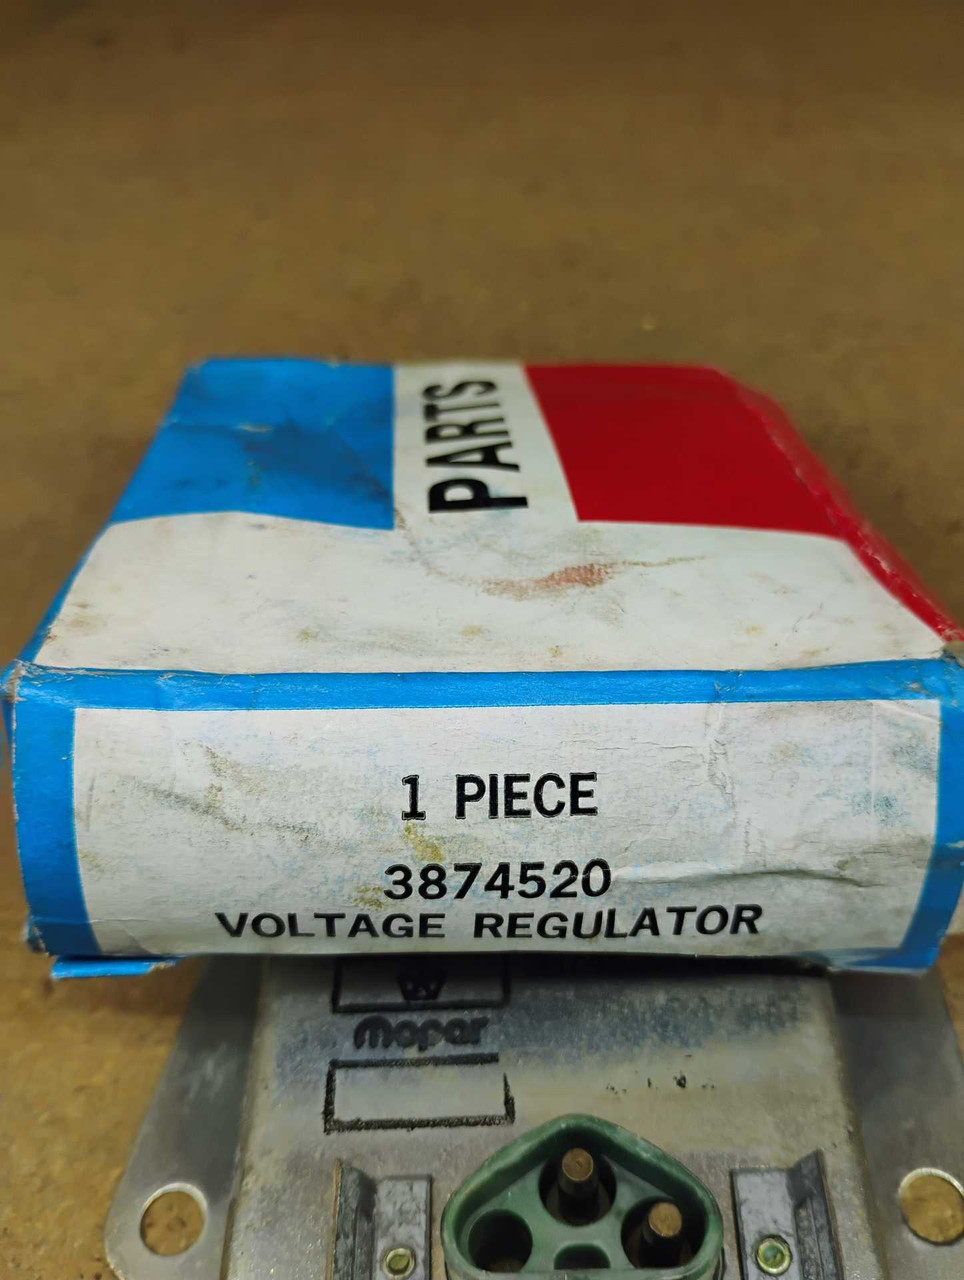 PARTS
1 PIECE
3874520
VOLTAGE REGULATOR
Mopar